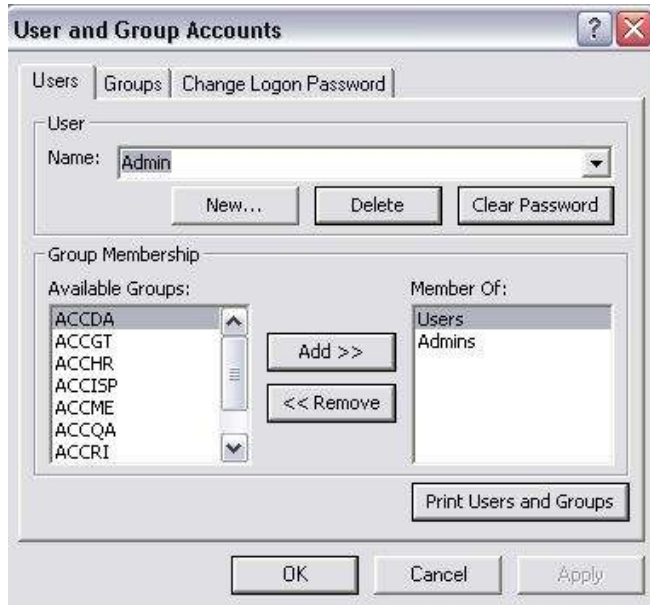 User and Group Accounts
Users Groups Change Logon Password
User
Name: Admin
New... Delete Clear Password
Group Membership
Available Groups: Member Of:
ACCDA Users
ACCGT Admins
ACCHR
ACCISP
ACCME
ACCQA
ACCRI
Add >>
<< Remove
Print Users and Groups
OK Cancel Apply